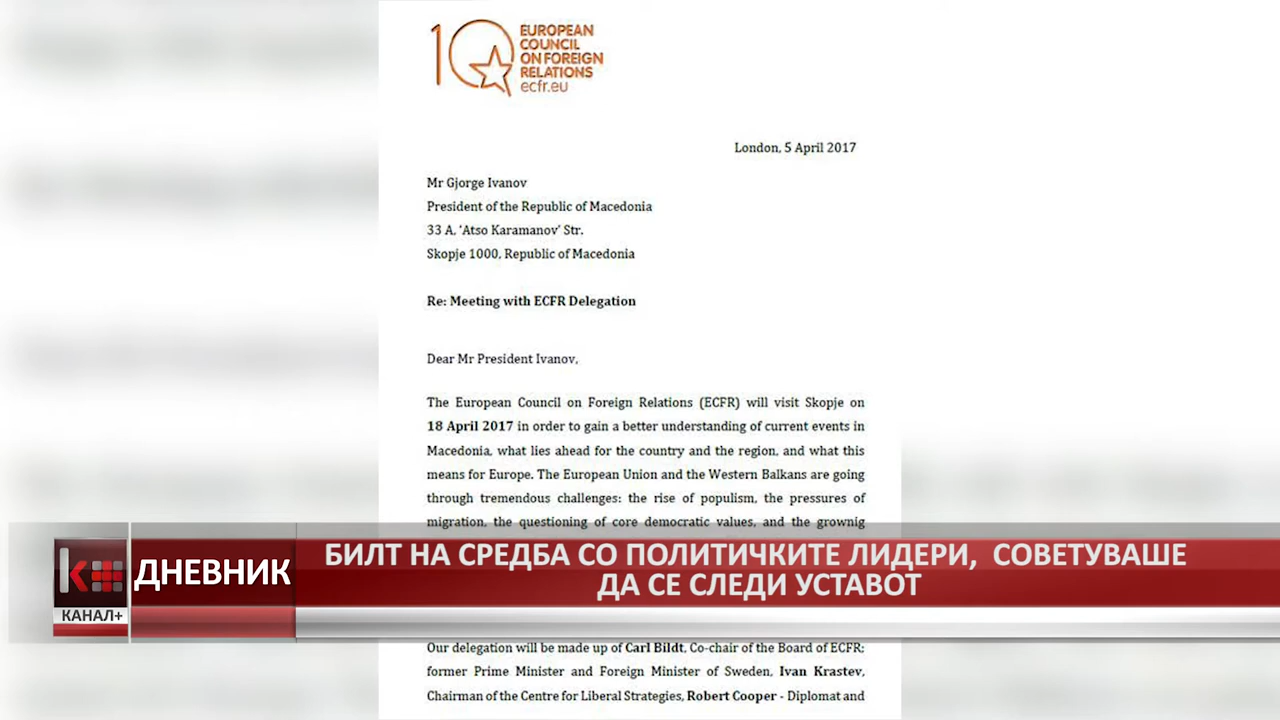 10 EUROPEAN
COUNCIL
ON FOREIGN
RELATIONS
ecfr.eu
London, 5 April 2017
Mr Gjorge Ivanov
President of the Republic of Macedonia
33 A, ‘Atso Karamanov’ Str.
Skopje 1000, Republic of Macedonia
Re: Meeting with ECFR Delegation
Dear Mr President Ivanov,
The European Council on Foreign Relations (ECFR) will visit Skopje on
18 April 2017 in order to gain a better understanding of current events in
Macedonia, what lies ahead for the country and the region, and what this
means for Europe. The European Union and the Western Balkans are going
through tremendous challenges: the rise of populism, the pressures of
migration, the questioning of core democratic values, and the grownig
К
КАНАЛ+
ДНЕВНИК
БИЛТ НА СРЕДБА СО ПОЛИТИЧКИТЕ ЛИДЕРИ, СОВЕТУВАШЕ
ДА СЕ СЛЕДИ УСТАВОТ
Our delegation will be made up of Carl Bildt, Co-chair of the Board of ECFR;
former Prime Minister and Foreign Minister of Sweden, Ivan Krastev,
Chairman of the Centre for Liberal Strategies, Robert Cooper - Diplomat and